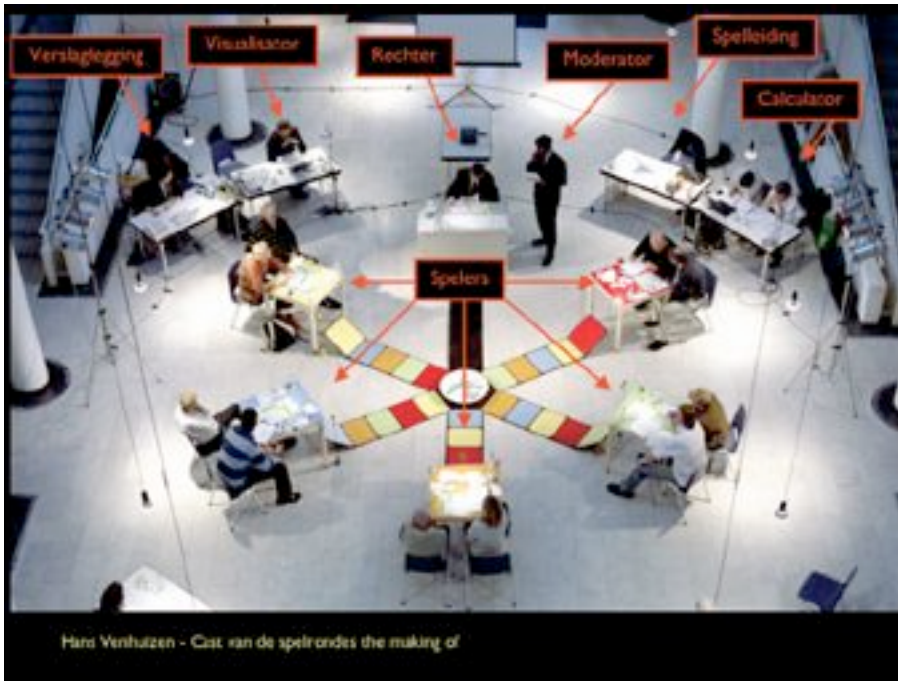 Verslaglegging
Visualisator
Rechter
Moderator
Spelleiding
Calculator
Spelers
Hans Venhuizen - Cast van de spelrondes the making of